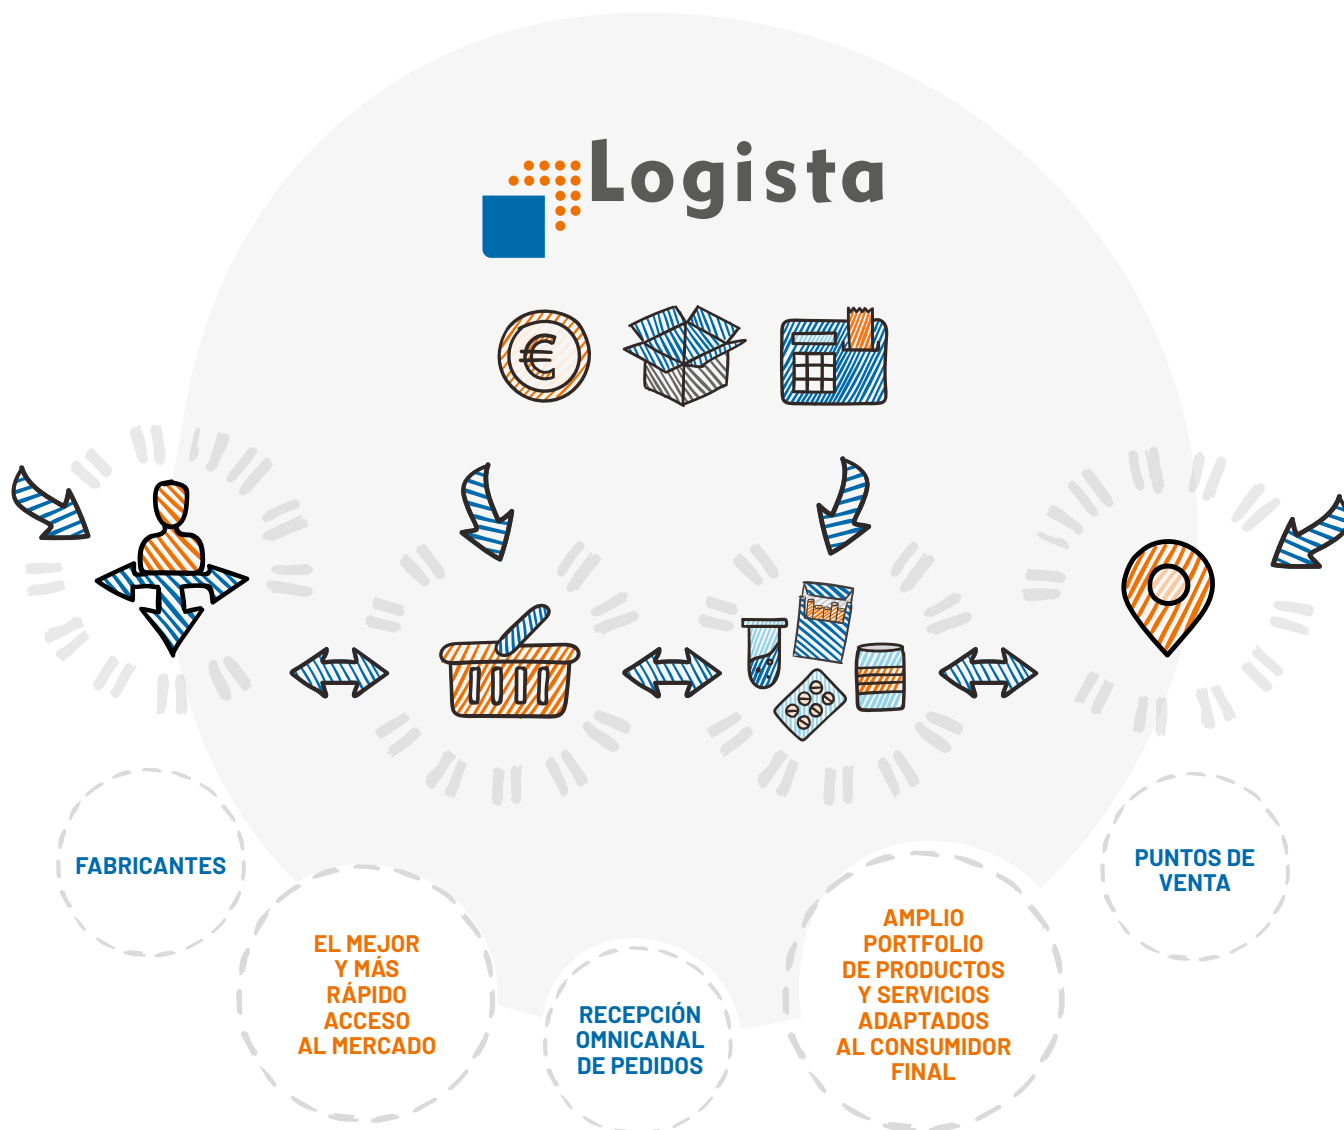 Logista
FABRICANTES
EL MEJOR
Y MÁS
RÁPIDO
ACCESO
AL MERCADO
RECEPCIÓN
OMNICANAL
DE PEDIDOS
AMPLIO
PORTFOLIO
DE PRODUCTOS
Y SERVICIOS
ADAPTADOS
AL CONSUMIDOR
FINAL
PUNTOS DE
VENTA